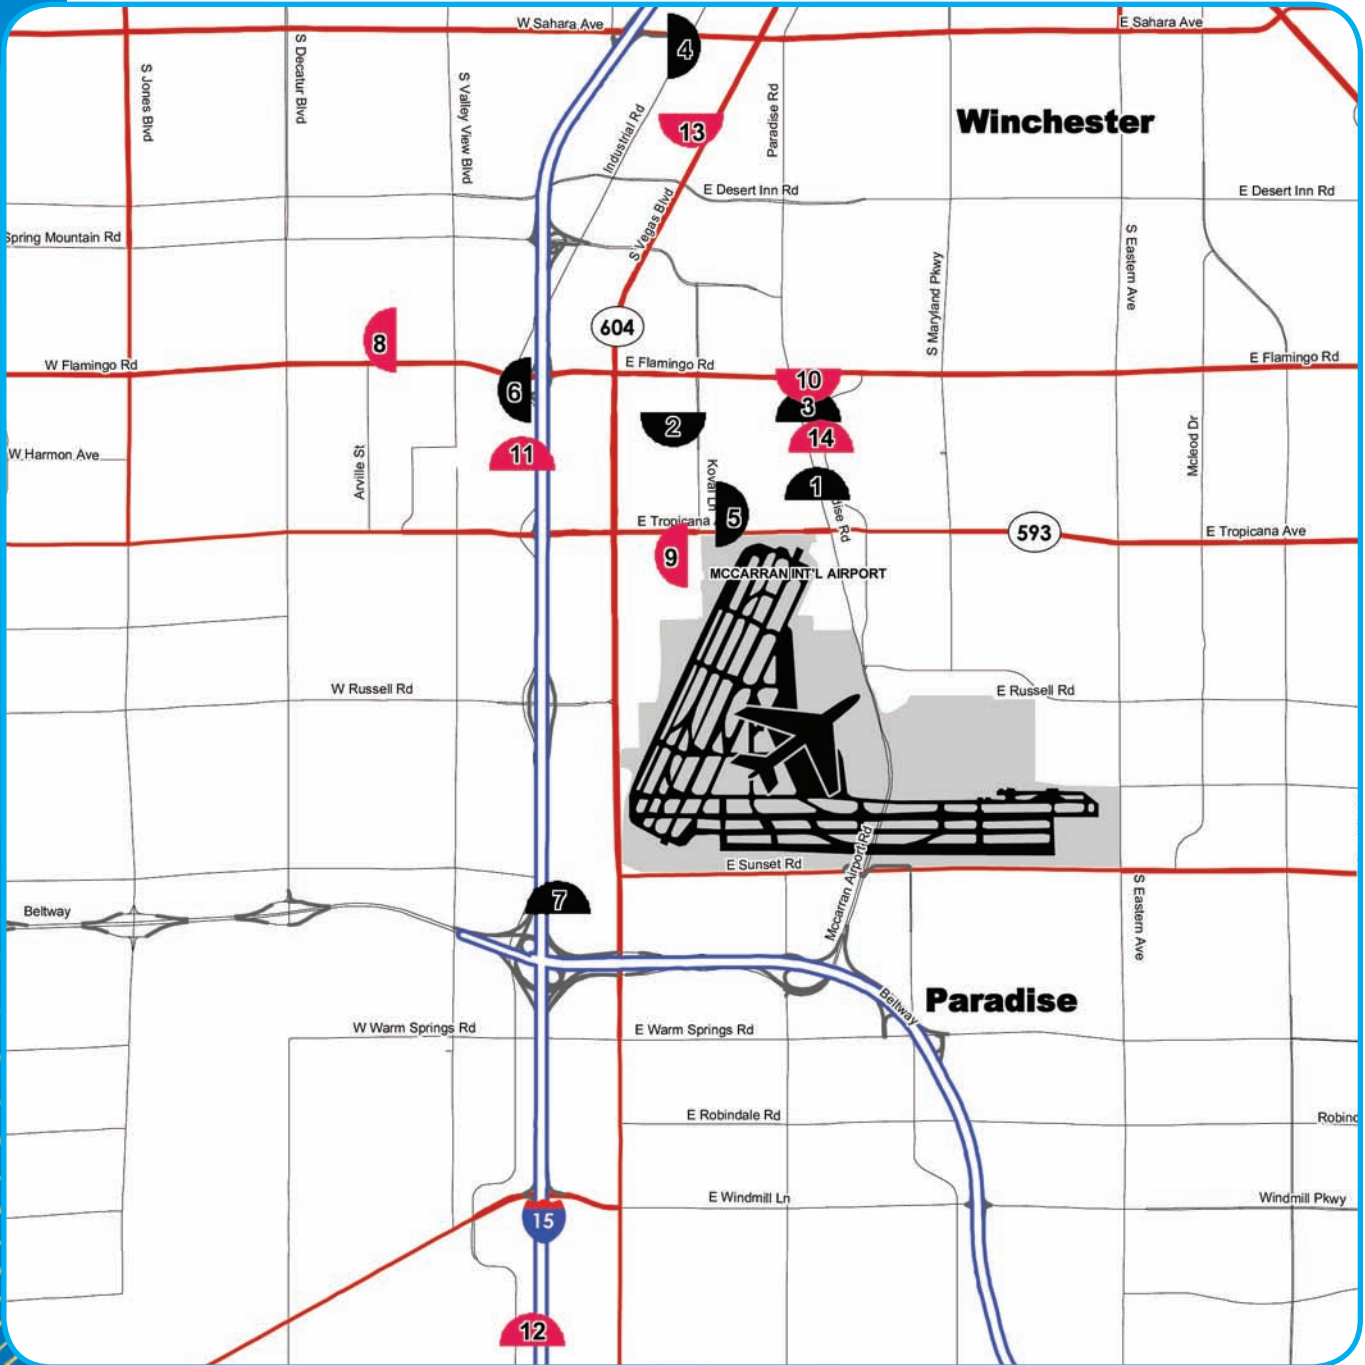 W Sahara Ave
E Sahara Ave
4
S Jones Blvd
S Decatur Blvd
S Valley View Blvd
Industrial Rd
13
Paradise Rd
Winchester
E Desert Inn Rd
E Desert Inn Rd
S Vegas Blvd
Spring Mountain Rd
S Maryland Pkwy
S Eastern Ave
604
8
W Flamingo Rd
E Flamingo Rd
E Flamingo Rd
6
10
3
2
14
11
W Harmon Ave
Arville St
Koval Ln
Mcleod Dr
1
5
E Tropicana
dise Rd
593
E Tropicana Ave
9
MCCARRAN INT'L AIRPORT
W Russell Rd
E Russell Rd
E Sunset Rd
Mccarran Airport Rd
S Eastern Ave
7
Beltway
Beltway
Paradise
W Warm Springs Rd
E Warm Springs Rd
E Robindale Rd
Robind
E Windmill Ln
Windmill Pkwy
15
12